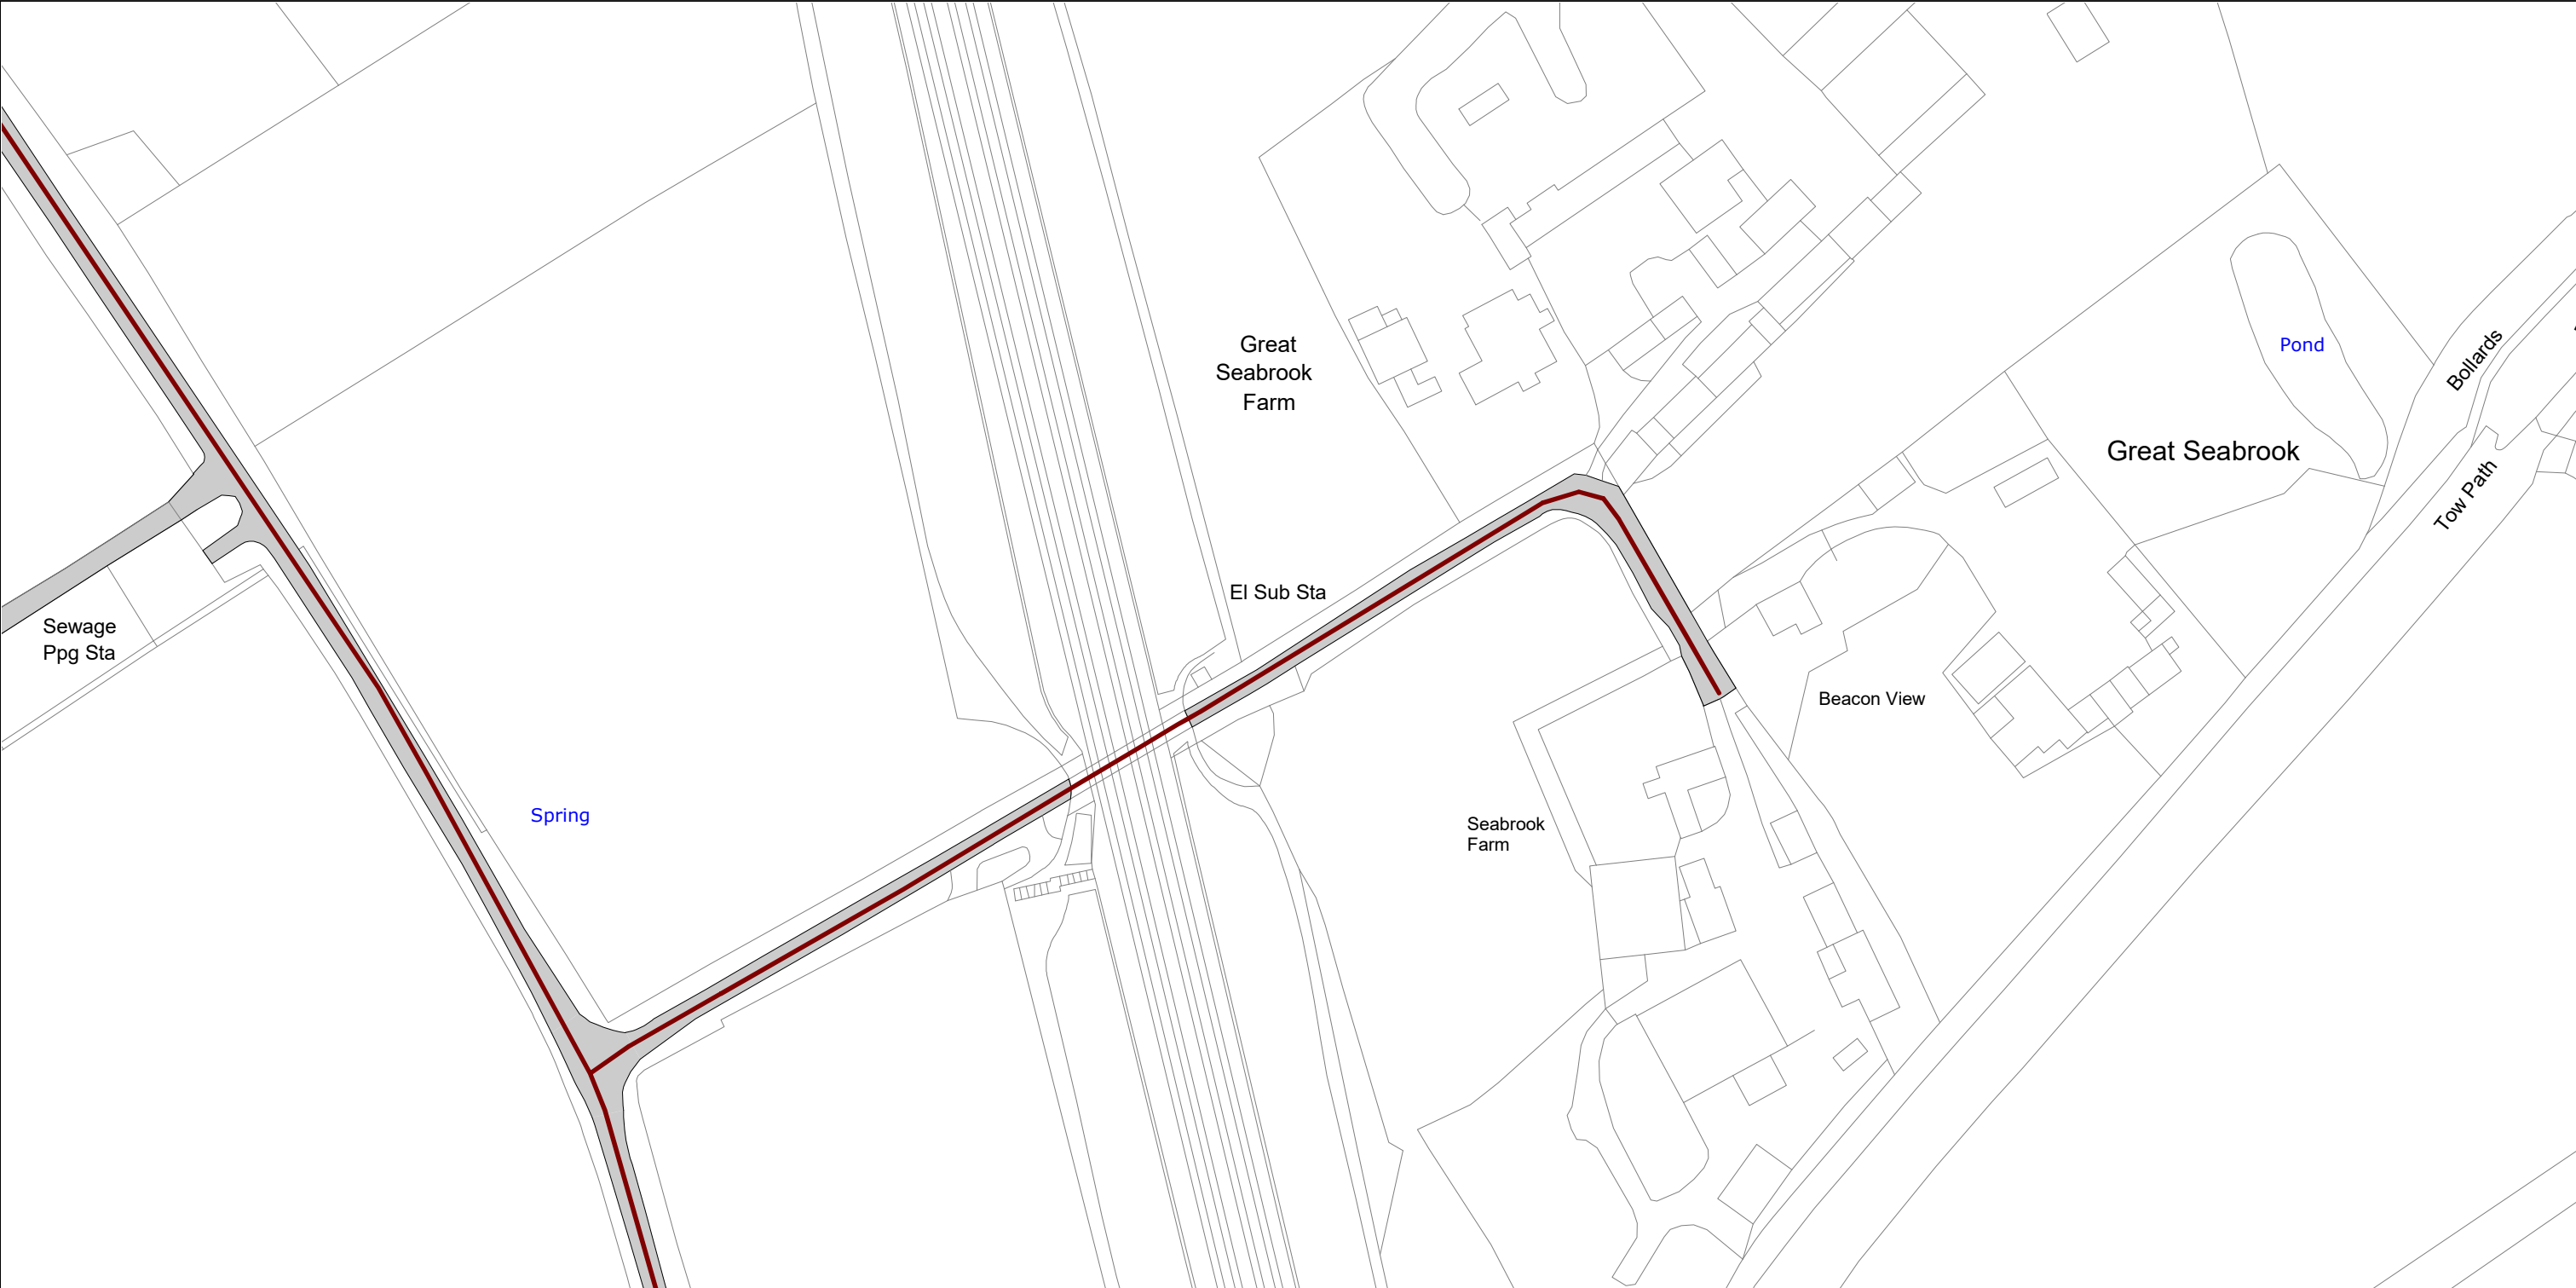 Great
Seabrook
Farm
Pond
Bollards
Great Seabrook
Tow Path
El Sub Sta
Sewage
Ppg Sta
Beacon View
Spring
Seabrook
Farm